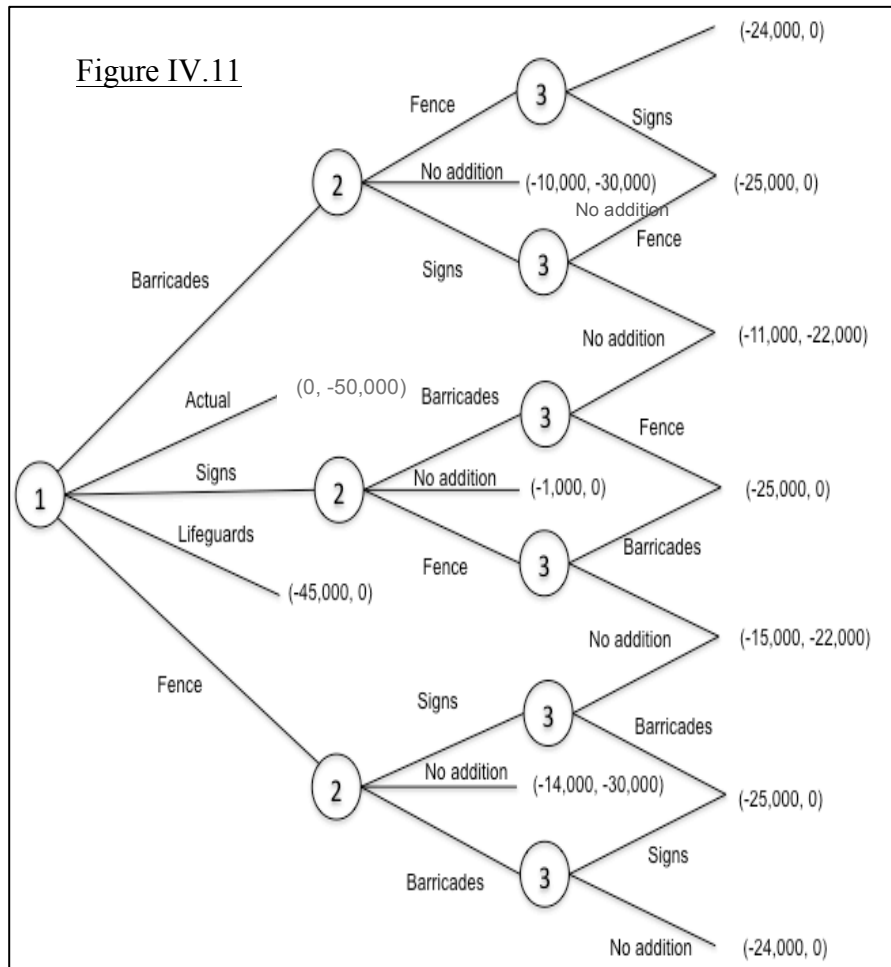 (-24,000, 0)
Figure IV.11
3
Fence
Signs
No addition
2
(-10,000, -30,000)
(-25,000, 0)
No addition
Fence
Signs
3
Barricades
No addition
(-11,000, -22,000)
Actual
(0, -50,000)
Barricades
3
Fence
Signs
No addition
1
2
(-1,000, 0)
(-25,000, 0)
Lifeguards
Fence
3
Barricades
(-45,000, 0)
No addition
(-15,000, -22,000)
Fence
Signs
3
Barricades
No addition
2
(-14,000, -30,000)
(-25,000, 0)
Signs
Barricades
3
No addition
(-24,000, 0)